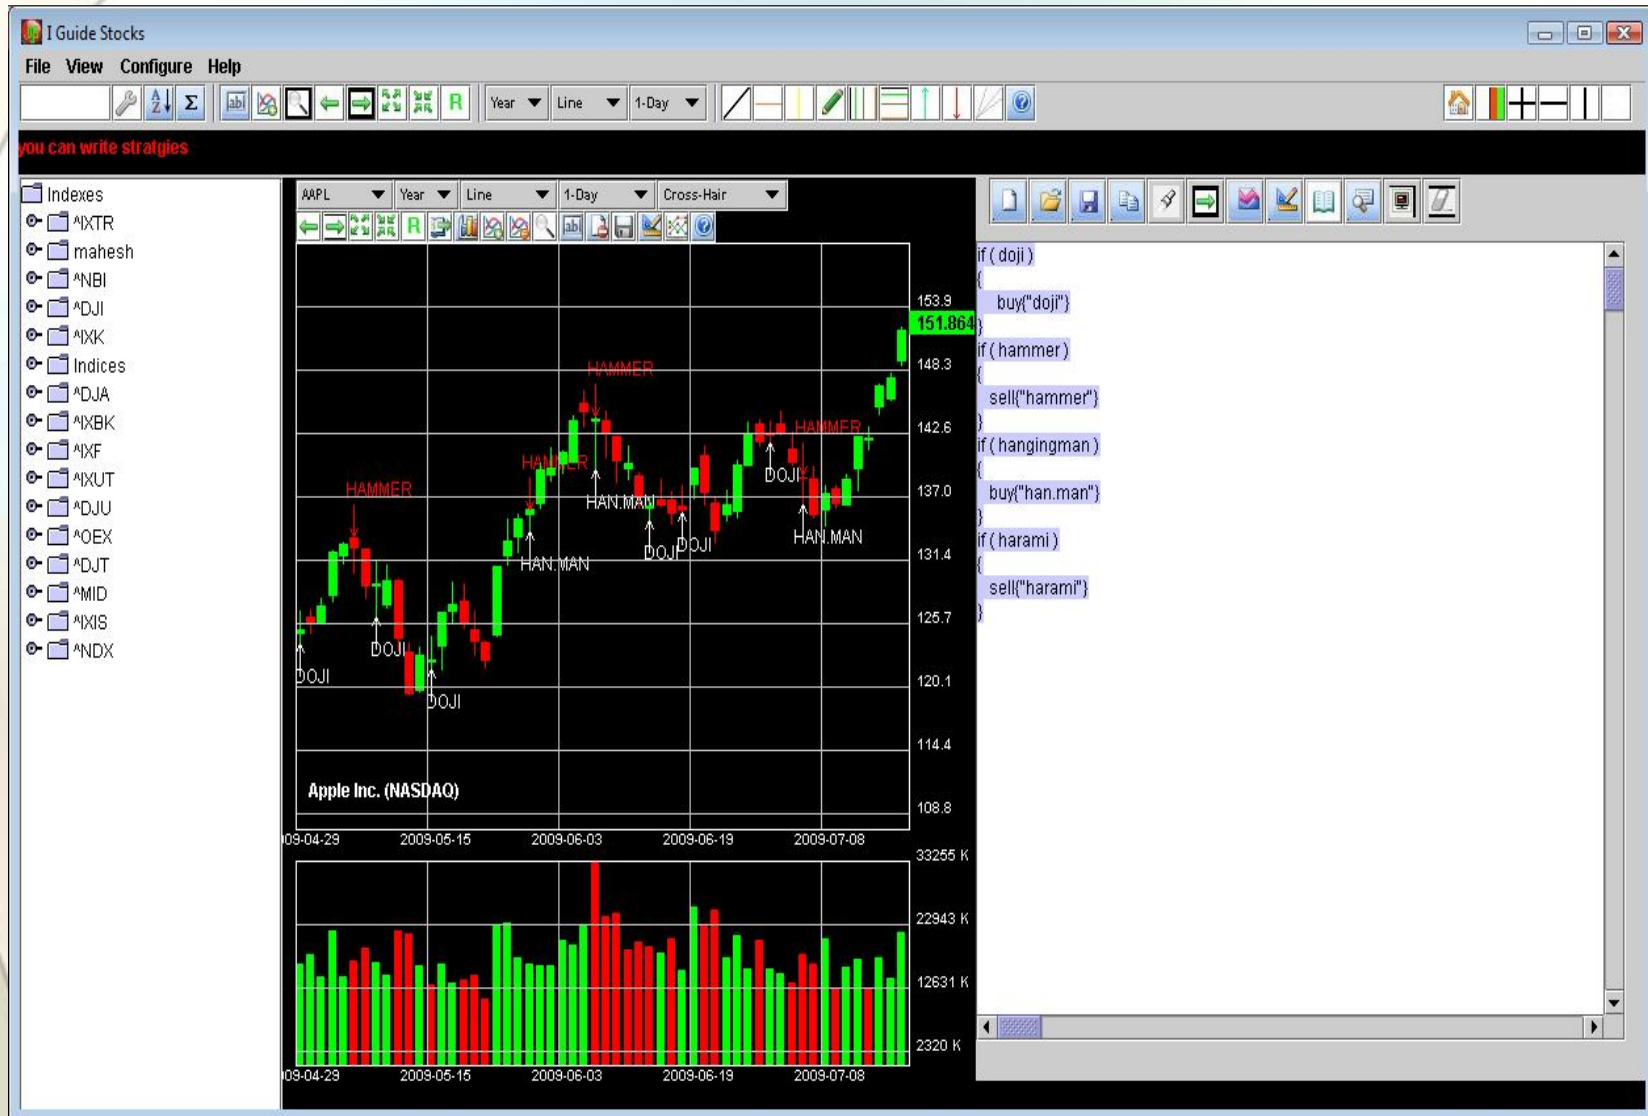 I Guide Stocks
File View Configure Help
Year Line 1-Day
you can write stratgies
Indexes
^IXTR
mahesh
^NBI
^DJI
^IXK
Indices
^DJA
^IXBK
^IXF
^IXUT
^DJU
^OEX
^DJT
^MID
^IXIS
^NDX
AAPL Year Line 1-Day Cross-Hair
R
153.9
151.864
148.3
142.6
137.0
131.4
125.7
120.1
114.4
108.8
HAMMER
HAMMER
HAMMER
HAMMER
DOJI
HAN.MAN
HAN.MAN
DOJI
DOJI
HAN.MAN
DOJI
DOJI
DOJI
Apple Inc. (NASDAQ)
09-04-29 2009-05-15 2009-06-03 2009-06-19 2009-07-08
33255 K
22943 K
12631 K
2320 K
09-04-29 2009-05-15 2009-06-03 2009-06-19 2009-07-08
if ( doji )
{
buy{"doji"}
}
if ( hammer )
{
sell{"hammer"}
}
if ( hangingman )
{
buy{"han.man"}
}
if ( harami )
{
sell{"harami"}
}